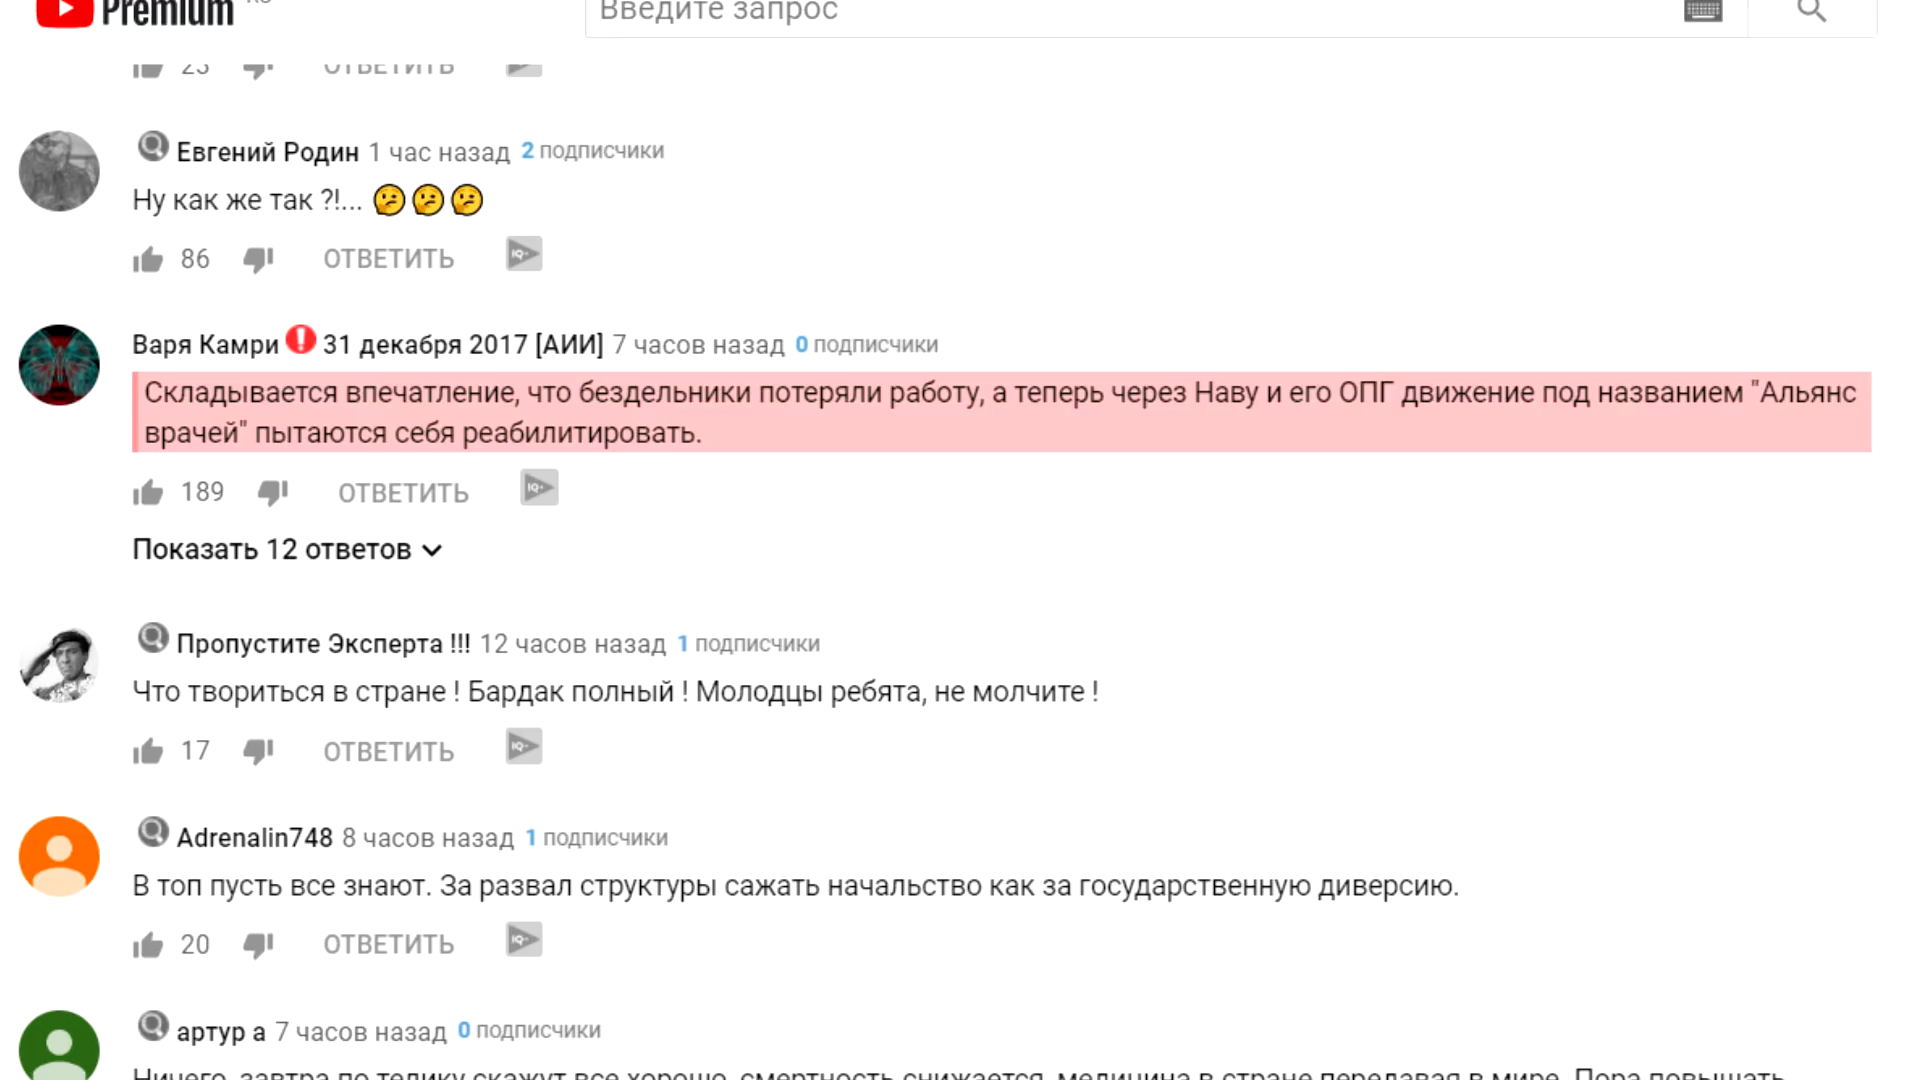 Premium
Введите запрос
23 ОТВЕТИТЬ
Евгений Родин 1 час назад 2 подписчики
Ну как же так ?!...
86 ОТВЕТИТЬ
Варя Камри 31 декабря 2017 [АИИ] 7 часов назад 0 подписчики
Складывается впечатление, что бездельники потеряли работу, а теперь через Наву и его ОПГ движение под названием "Альянс
врачей" пытаются себя реабилитировать.
189 ОТВЕТИТЬ
Показать 12 ответов
Пропустите Эксперта !!! 12 часов назад 1 подписчики
Что твориться в стране ! Бардак полный ! Молодцы ребята, не молчите !
17 ОТВЕТИТЬ
Adrenalin748 8 часов назад 1 подписчики
В топ пусть все знают. За развал структуры сажать начальство как за государственную диверсию.
20 ОТВЕТИТЬ
артур а 7 часов назад 0 подписчики
Ничего, завтра по телику скажут все хорошо, смертность снижается, медицина в стране передавая в мире. Пора повышать